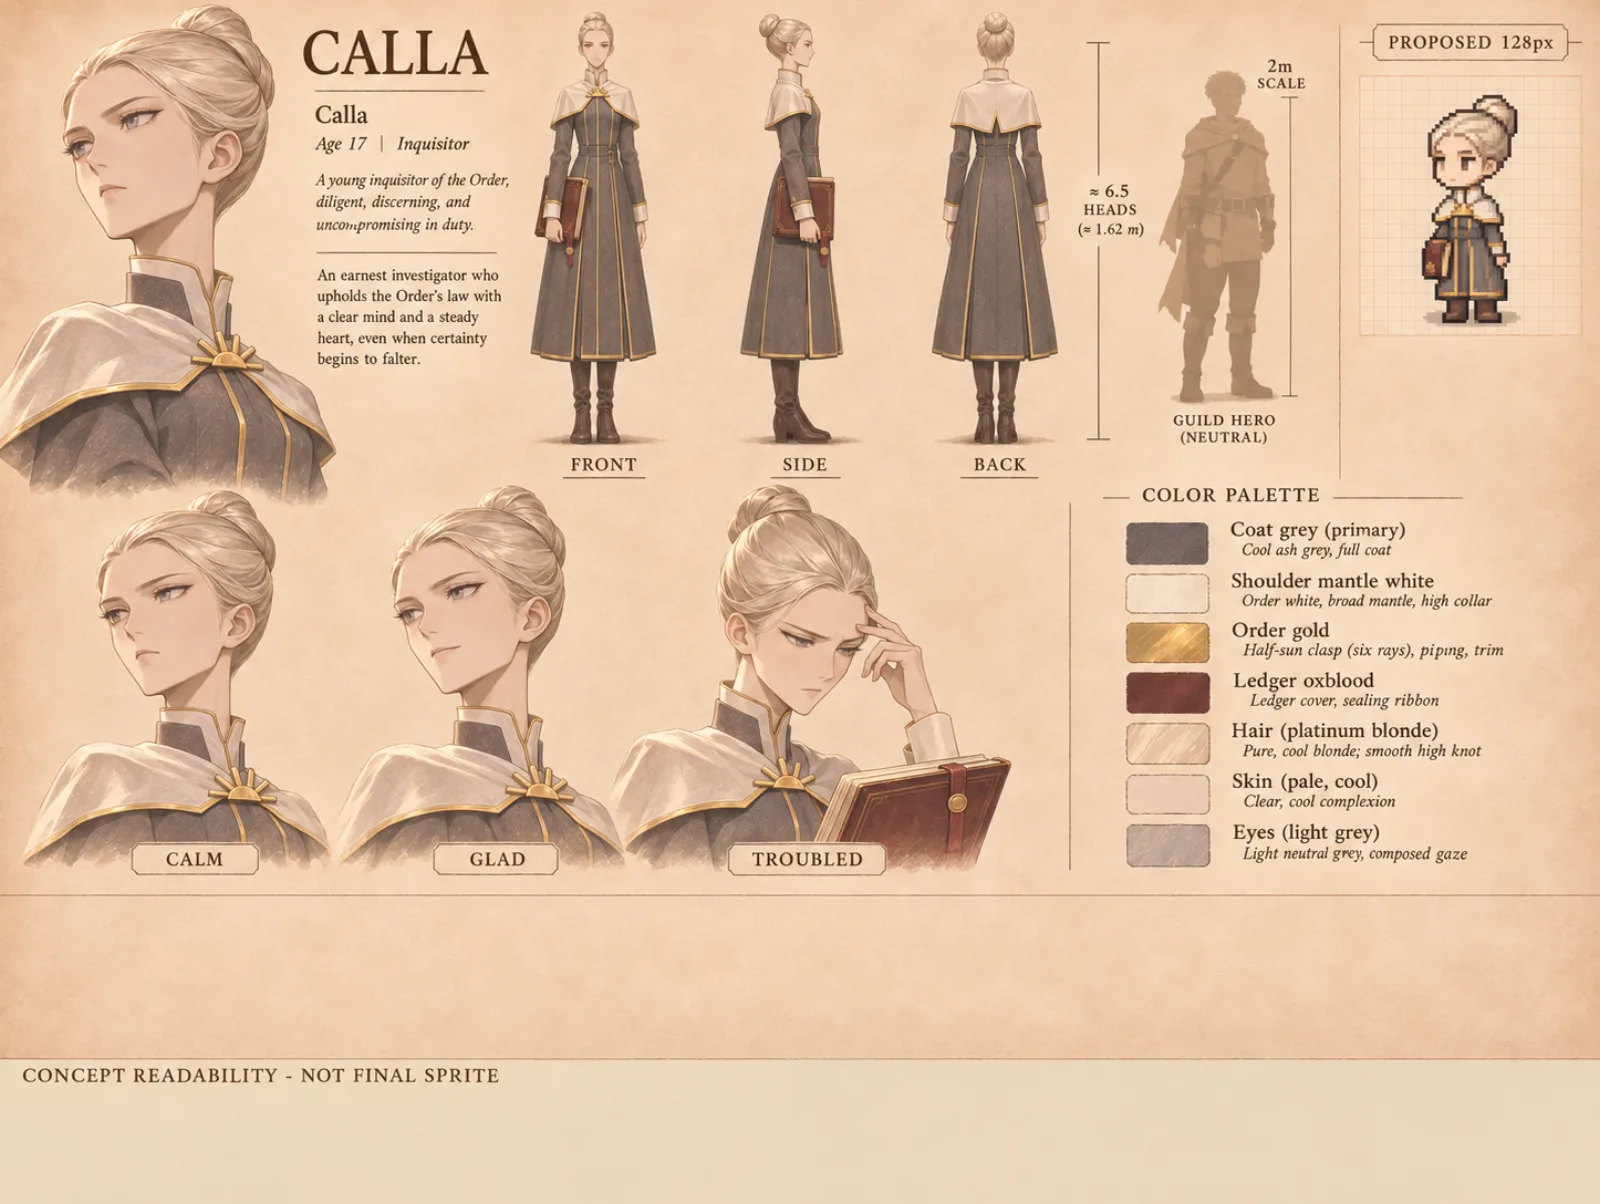 CALLA
Calla
Age 17 | Inquisitor
A young inquisitor of the Order,
diligent, discerning, and
uncompromising in duty.
An earnest investigator who
upholds the Order's law with
a clear mind and a steady
heart, even when certainty
begins to falter.
FRONT
SIDE
BACK
≈ 6.5
HEADS
(≈ 1.62 m)
2m
SCALE
GUILD HERO
(NEUTRAL)
PROPOSED 128px
CALM
GLAD
TROUBLED
COLOR PALETTE
Coat grey (primary)
Cool ash grey, full coat
Shoulder mantle white
Order white, broad mantle, high collar
Order gold
Half-sun clasp (six rays), piping, trim
Ledger oxblood
Ledger cover, sealing ribbon
Hair (platinum blonde)
Pure, cool blonde; smooth high knot
Skin (pale, cool)
Clear, cool complexion
Eyes (light grey)
Light neutral grey, composed gaze
CONCEPT READABILITY - NOT FINAL SPRITE